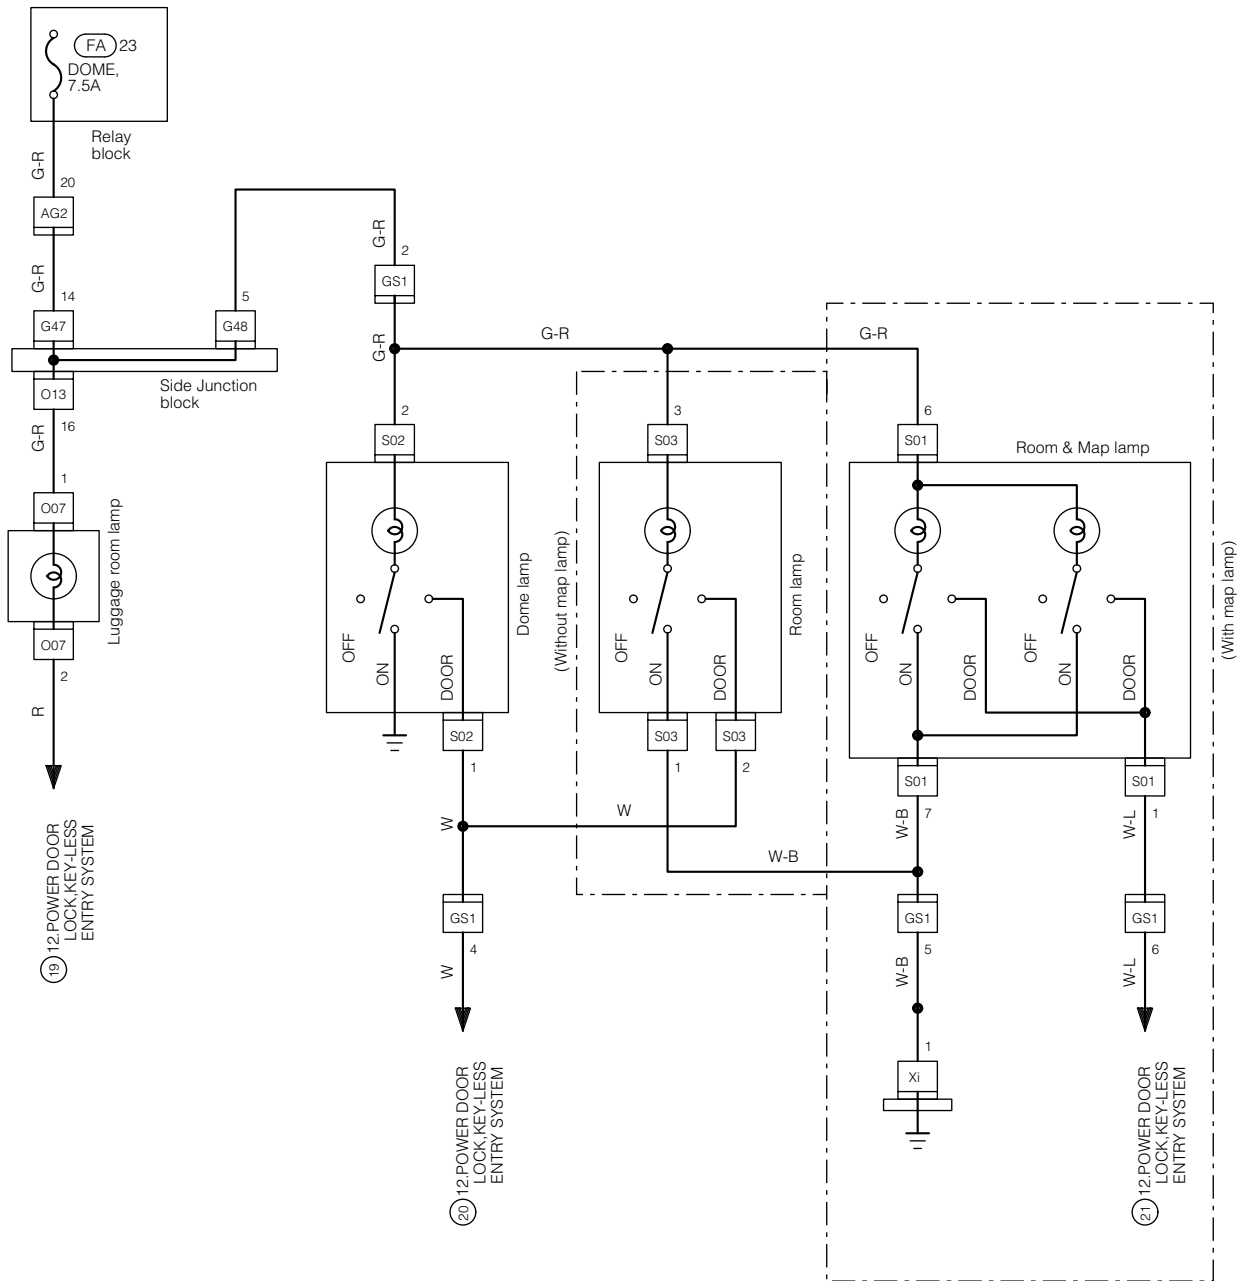 FA 23
DOME,
7.5A
Relay
block
G-R
20
AG2
G-R
14
G47
5
G48
Side Junction
block
O13
16
G-R
1
O07
Luggage room lamp
O07
2
R
19
12.POWER DOOR
LOCK,KEY-LESS
ENTRY SYSTEM
G-R
2
GS1
G-R
G-R
G-R
2
S02
Dome lamp
OFF
ON
DOOR
S02
1
W
W
GS1
4
W
20
12.POWER DOOR
LOCK,KEY-LESS
ENTRY SYSTEM
(Without map lamp)
3
S03
Room lamp
OFF
ON
DOOR
S03
S03
1
2
W-B
6
S01
Room & Map lamp
(With map lamp)
OFF
ON
DOOR
OFF
ON
DOOR
S01
S01
7
1
W-B
W-L
GS1
GS1
5
6
W-B
W-L
1
Xi
21
12.POWER DOOR
LOCK,KEY-LESS
ENTRY SYSTEM